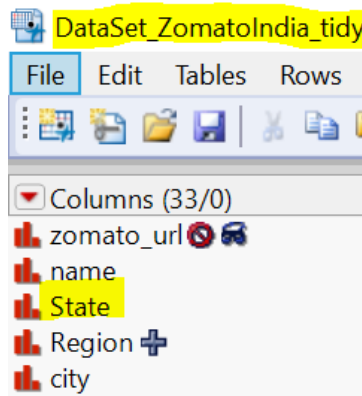 DataSet_ZomatoIndia_tidy
File Edit Tables Rows
Columns (33/0)
zomato_url
name
State
Region
city